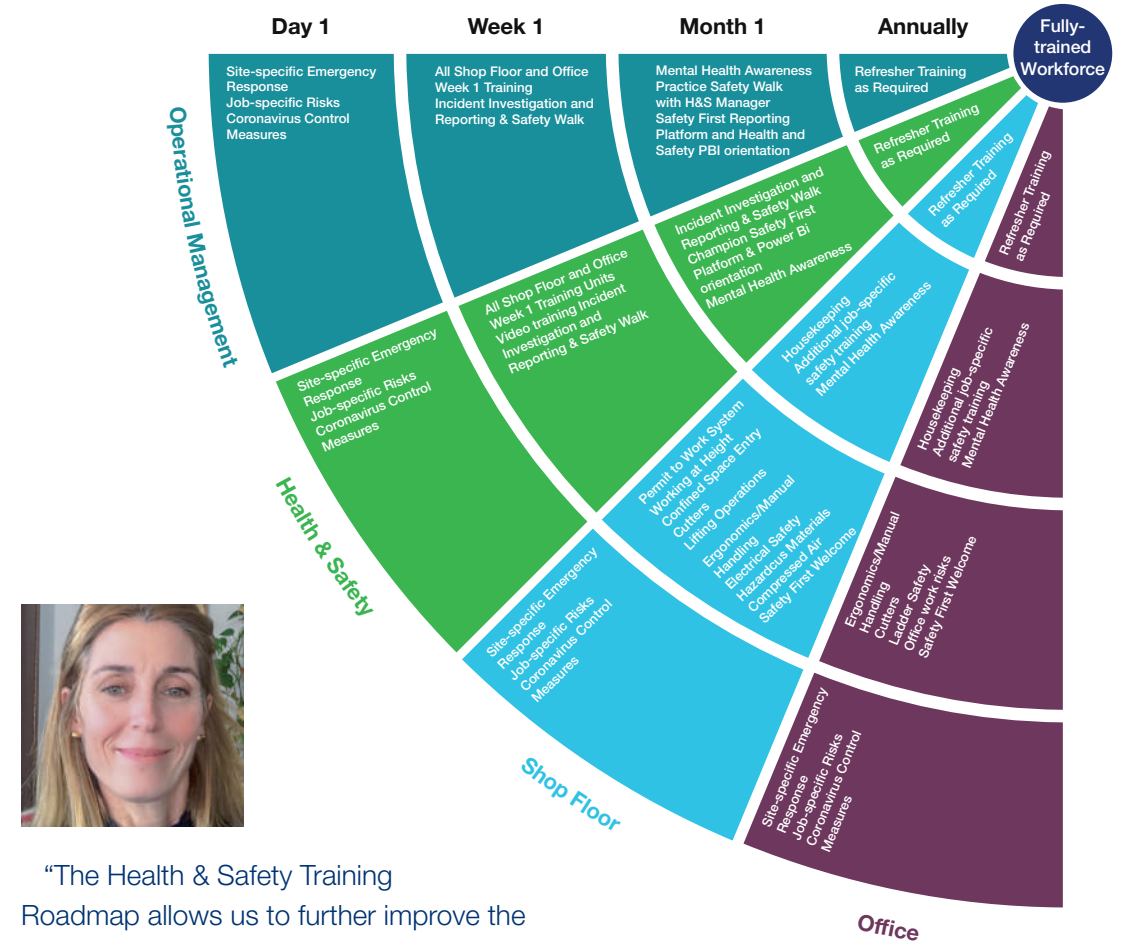 Day 1
Week 1
Month 1
Annually
Fully-
trained
Workforce
Operational Management
Site-specific Emergency
Response
Job-specific Risks
Coronavirus Control
Measures
All Shop Floor and Office
Week 1 Training
Incident Investigation and
Reporting & Safety Walk
Mental Health Awareness
Practice Safety Walk
with H&S Manager
Safety First Reporting
Platform and Health and
Safety PBI orientation
Refresher Training
as Required
Health & Safety
Site-specific Emergency
Response
Job-specific Risks
Coronavirus Control
Measures
All Shop Floor and Office
Week 1 Training Units
Video training Incident
Investigation and
Reporting & Safety Walk
Incident Investigation and
Reporting & Safety Walk
Champion Safety First
Platform & Power Bi
orientation
Mental Health Awareness
Refresher Training
as Required
Shop Floor
Site-specific Emergency
Response
Job-specific Risks
Coronavirus Control
Measures
Permit to Work System
Working at Height
Confined Space Entry
Cutters
Lifting Operations
Ergonomics/Manual
Handling
Electrical Safety
Hazardcus Materials
Compressed Air
Safety First Welcome
Housekeeping
Additional job-specific
safety training
Mental Health Awareness
Refresher Training
as Required
Office
Site-specific Emergency
Response
Job-specific Risks
Coronavirus Control
Measures
Ergonomics/Manual
Handling
Cutters
Ladder Safety
Office work risks
Safety First Welcome
Housekeeping
Additional job-specific
safety training
Mental Health Awareness
Refresher Training
as Required
“The Health & Safety Training
Roadmap allows us to further improve the